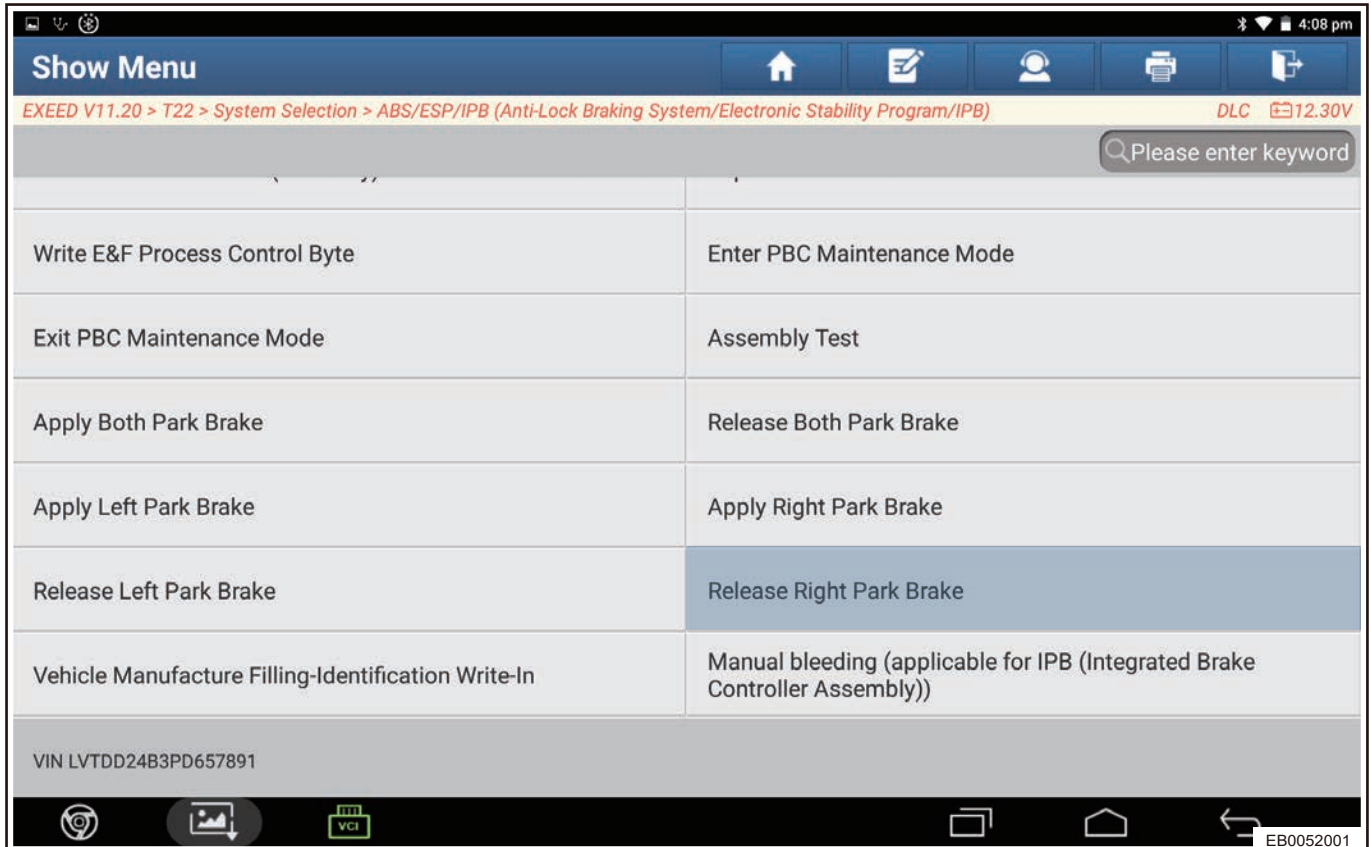 4:08 pm
Show Menu
EXEED V11.20 > T22 > System Selection > ABS/ESP/IPB (Anti-Lock Braking System/Electronic Stability Program/IPB)
DLC 12.30V
Please enter keyword
Write E&F Process Control Byte
Enter PBC Maintenance Mode
Exit PBC Maintenance Mode
Assembly Test
Apply Both Park Brake
Release Both Park Brake
Apply Left Park Brake
Apply Right Park Brake
Release Left Park Brake
Release Right Park Brake
Vehicle Manufacture Filling-Identification Write-In
Manual bleeding (applicable for IPB (Integrated Brake
Controller Assembly))
VIN LVTDD24B3PD657891
VCI
EB0052001